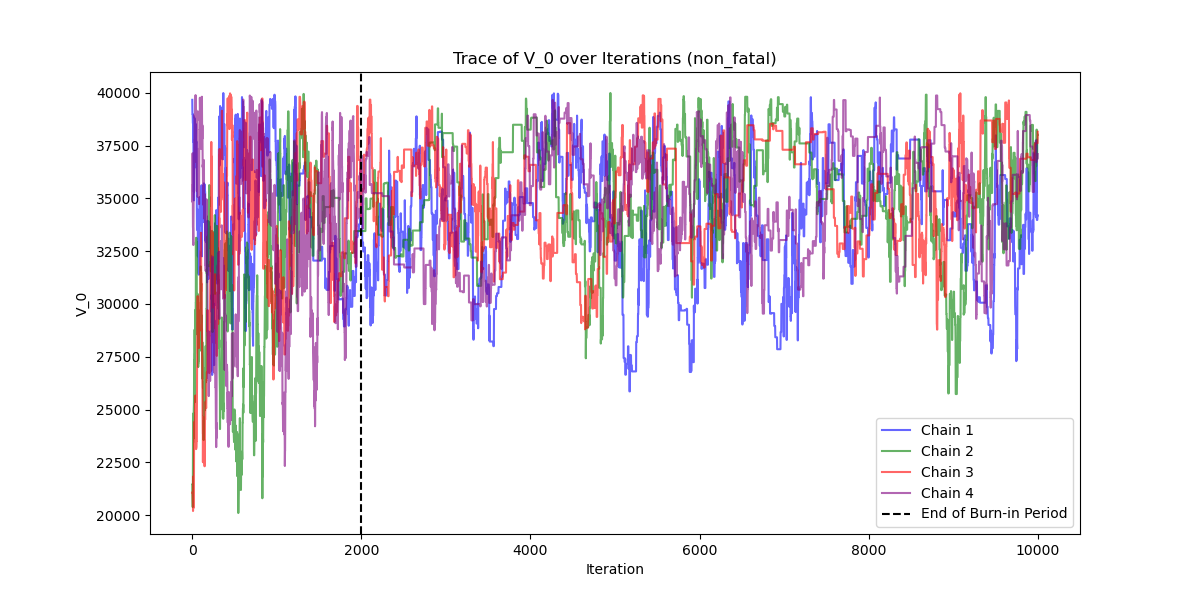 Trace of V_0 over Iterations (non_fatal)
40000
37500
35000
32500
30000
27500
25000
22500
20000
V_0
0 2000 4000 6000 8000 10000
Iteration
Chain 1
Chain 2
Chain 3
Chain 4
End of Burn-in Period